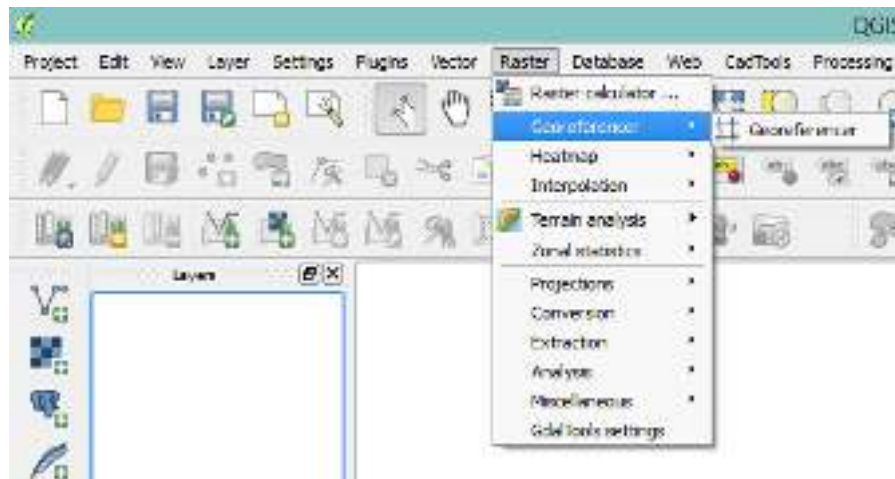 QGIS
Project Edit View Layer Settings Plugins Vector Raster Database Web CadTools Processing
Raster calculator ...
Georeferencer
Georeferencer
Heatmap
Interpolation
Terrain analysis
Zonal statistics
Layers
Projections
Conversion
Extraction
Analysis
Miscellaneous
GdalTools settings